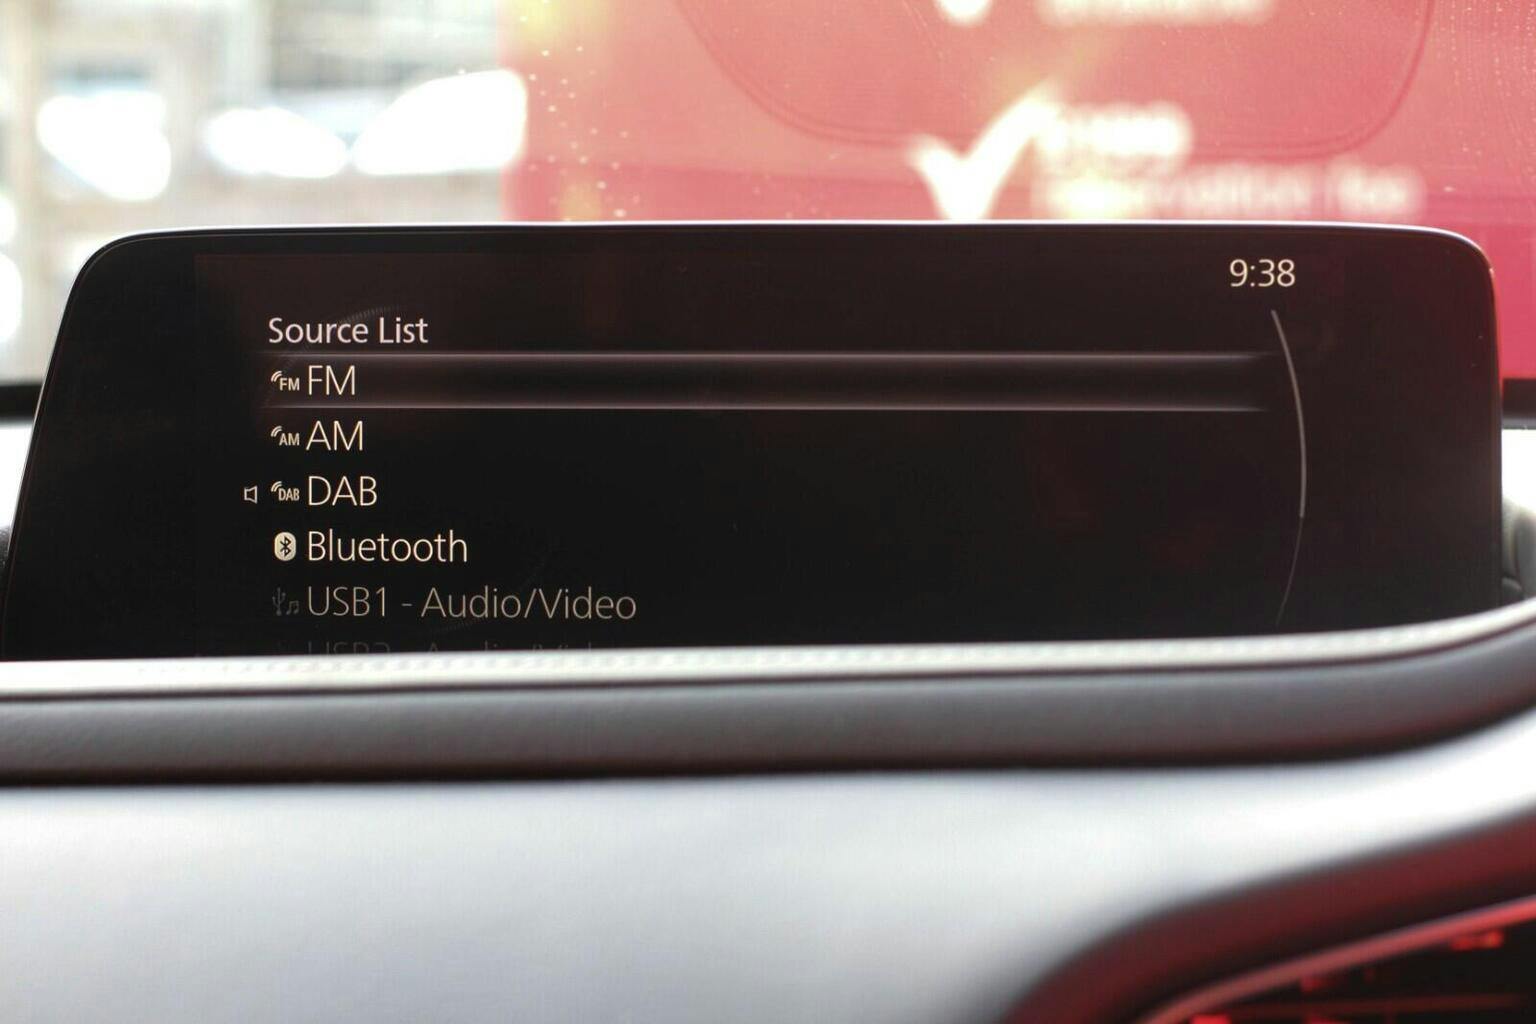 9:38
Source List
FM FM
AM AM
DAB DAB
Bluetooth
USB1 - Audio/Video